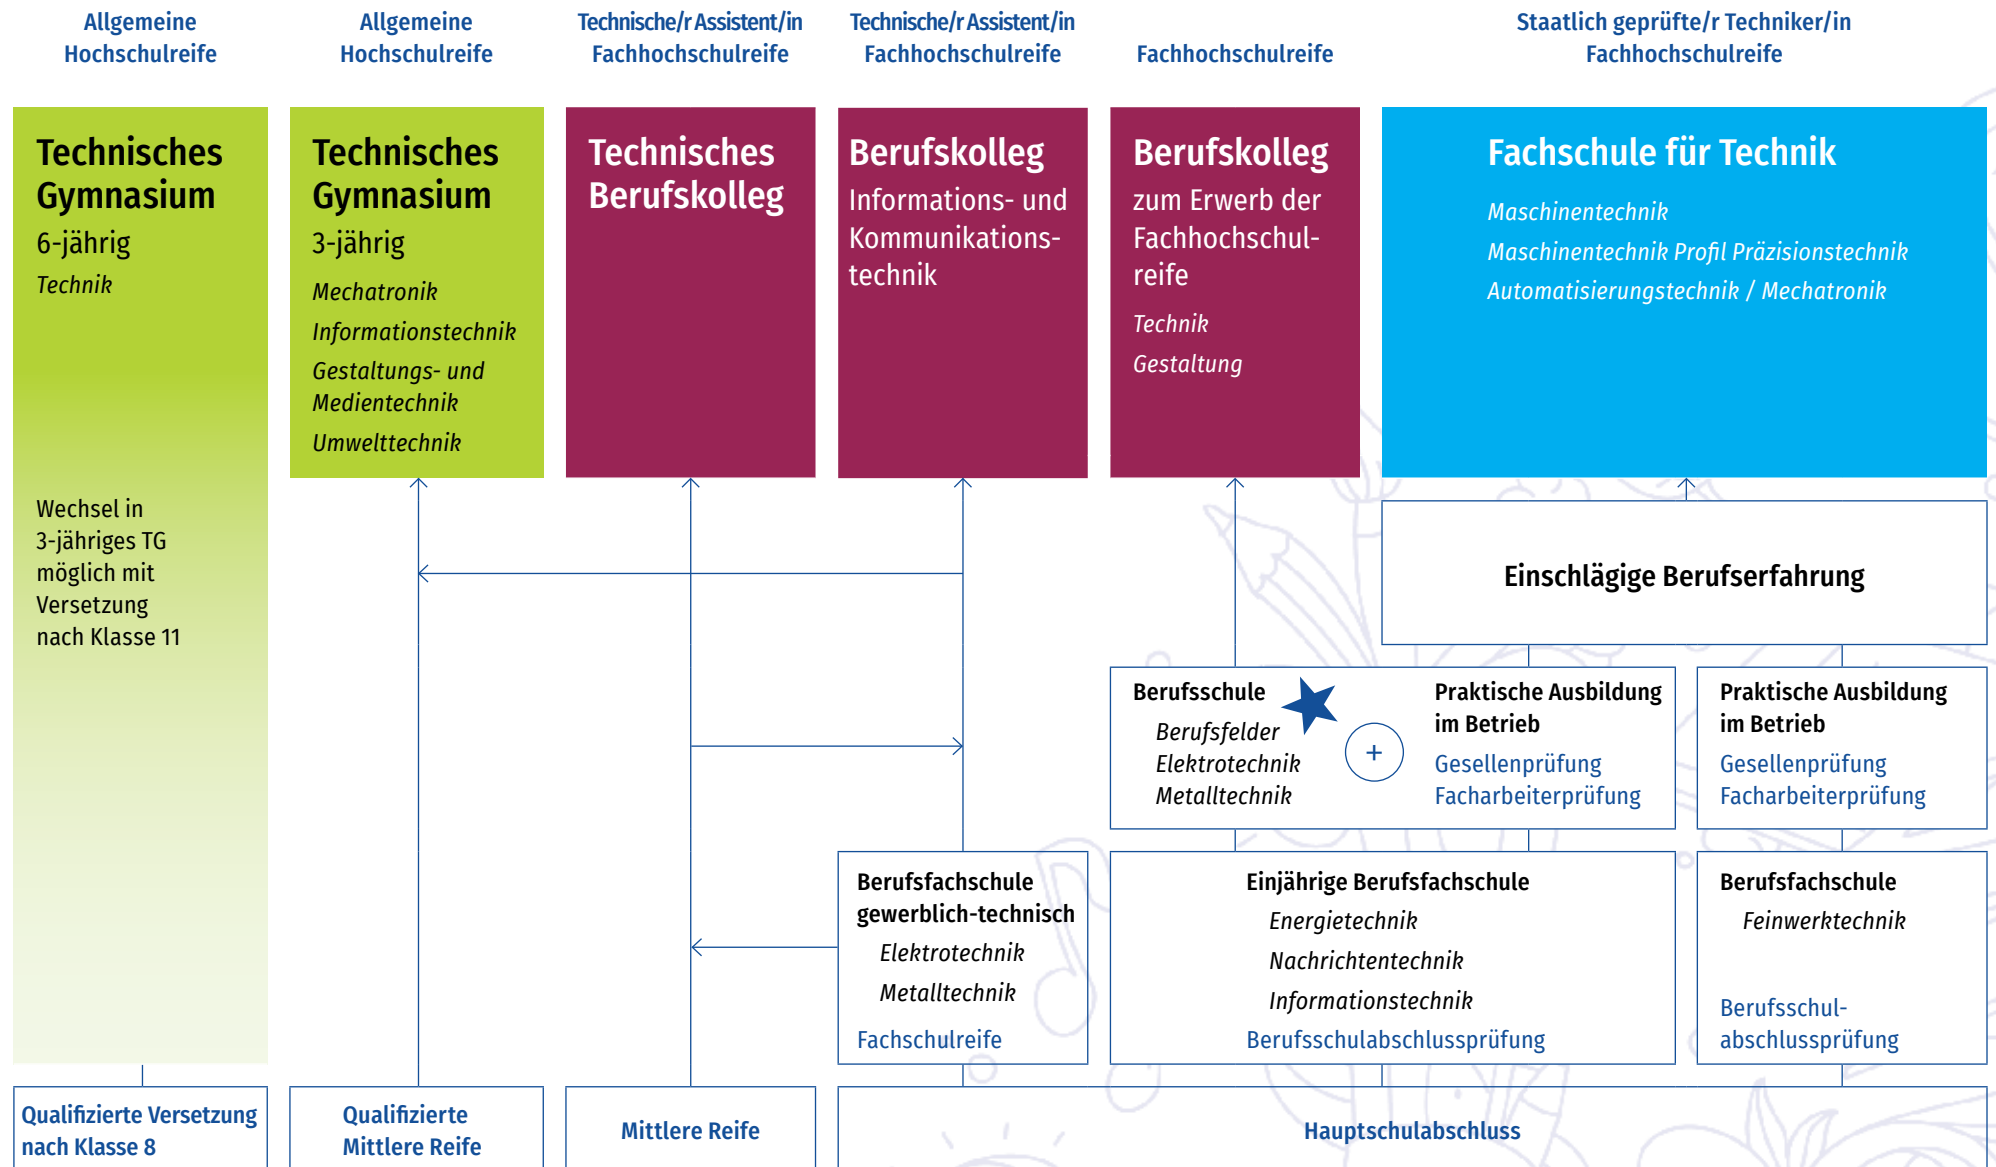 Allgemeine
Hochschulreife
Allgemeine
Hochschulreife
Technische/r Assistent/in
Fachhochschulreife
Technische/r Assistent/in
Fachhochschulreife
Fachhochschulreife
Staatlich geprüfte/r Techniker/in
Fachhochschulreife
Technisches
Gymnasium
6-jährig
Technik
Wechsel in
3-jähriges TG
möglich mit
Versetzung
nach Klasse 11
Technisches
Gymnasium
3-jährig
Mechatronik
Informationstechnik
Gestaltungs- und
Medientechnik
Umwelttechnik
Technisches
Berufskolleg
Berufskolleg
Informations- und
Kommunikations-
technik
Berufskolleg
zum Erwerb der
Fachhochschul-
reife
Technik
Gestaltung
Fachschule für Technik
Maschinentechnik
Maschinentechnik Profil Präzisionstechnik
Automatisierungstechnik / Mechatronik
Einschlägige Berufserfahrung
Berufsschule
Berufsfelder
Elektrotechnik
Metalltechnik
+
Praktische Ausbildung
im Betrieb
Gesellenprüfung
Facharbeiterprüfung
Praktische Ausbildung
im Betrieb
Gesellenprüfung
Facharbeiterprüfung
Berufsfachschule
gewerblich-technisch
Elektrotechnik
Metalltechnik
Fachschulreife
Einjährige Berufsfachschule
Energietechnik
Nachrichtentechnik
Informationstechnik
Berufsschulabschlussprüfung
Berufsfachschule
Feinwerktechnik
Berufsschul-
abschlussprüfung
Qualifizierte Versetzung
nach Klasse 8
Qualifizierte
Mittlere Reife
Mittlere Reife
Hauptschulabschluss